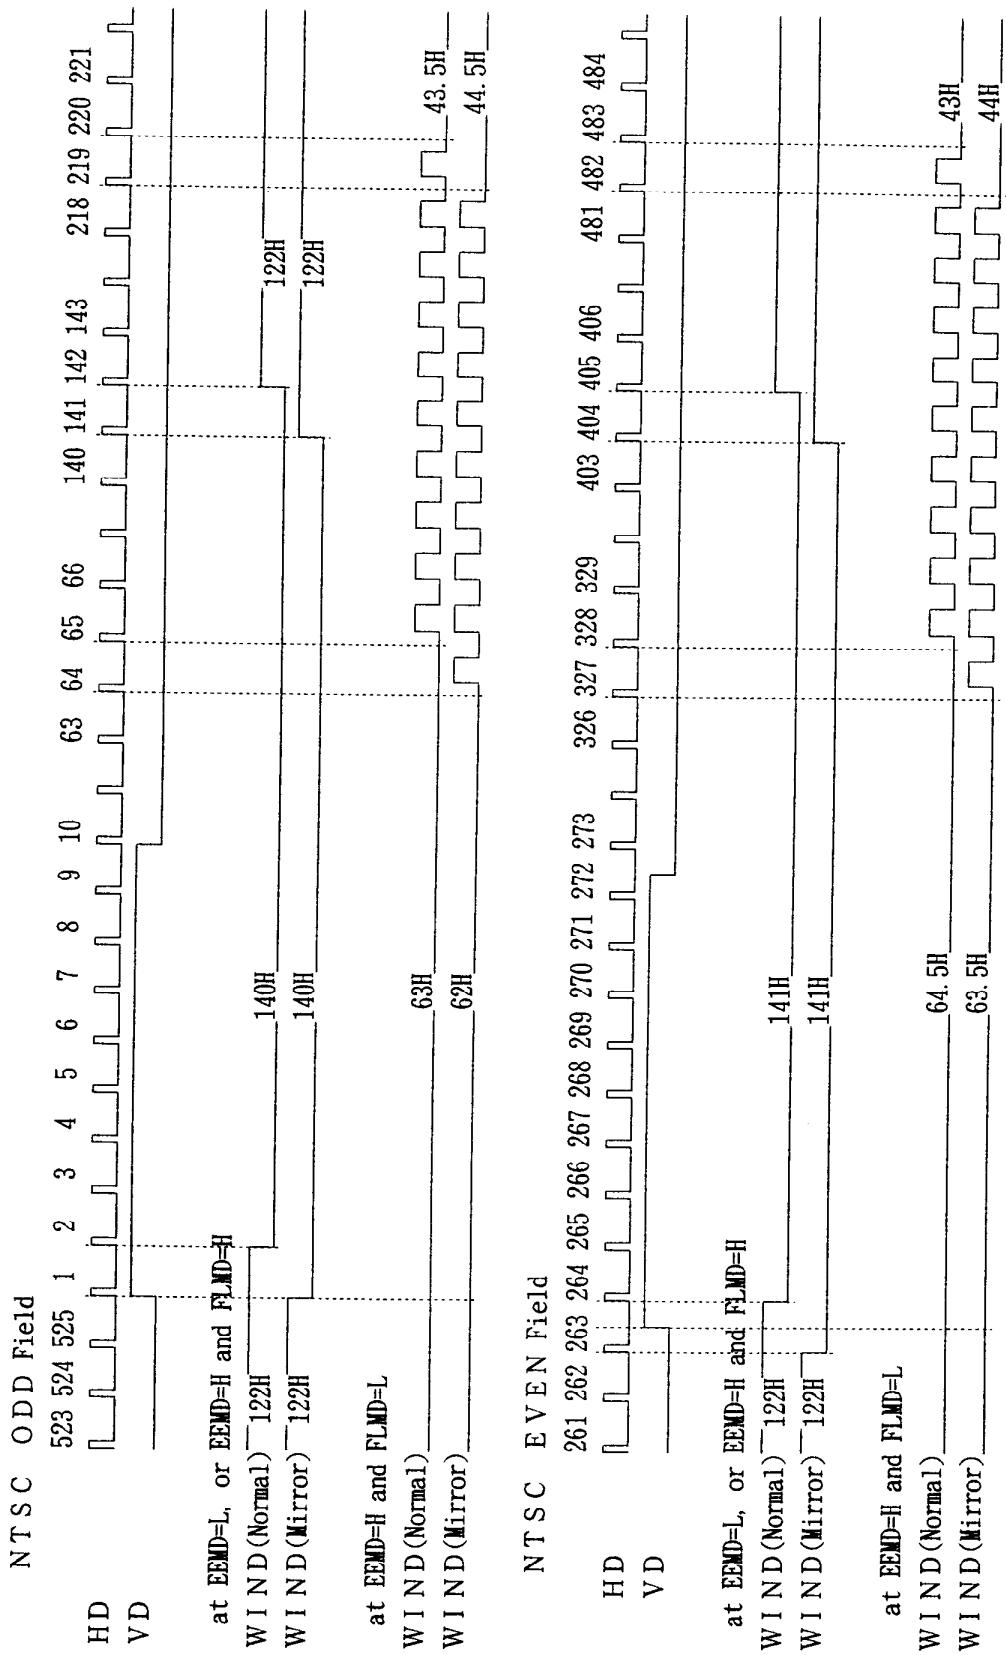 NTSC ODD Field
523 524 525 1 2 3 4 5 6 7 8 9 10 63 64 65 66 140 141 142 143 218 219 220 221
HD
VD
at EEMD=L, or EEMD=H and FLMD=H
WIND(Normal) 122H 140H 122H
WIND(Mirror) 122H 140H 122H
at EEMD=H and FLMD=L
WIND(Normal) 63H 43.5H
WIND(Mirror) 62H 44.5H
NTSC EVEN Field
261 262 263 264 265 266 267 268 269 270 271 272 273 326 327 328 329 403 404 405 406 481 482 483 484
HD
VD
at EEMD=L, or EEMD=H and FLMD=H
WIND(Normal) 122H 141H
WIND(Mirror) 122H 141H
at EEMD=H and FLMD=L
WIND(Normal) 64.5H 43H
WIND(Mirror) 63.5H 44H